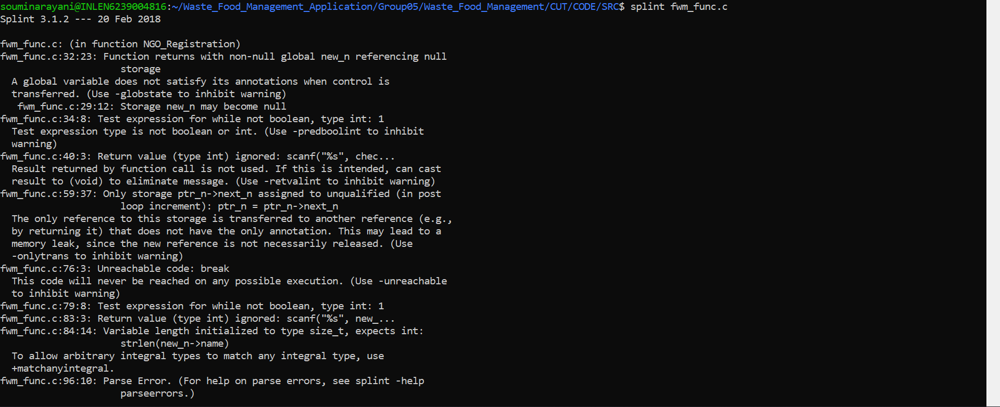 souminarayani@INLEN6239004816:~/Waste_Food_Management_Application/Group05/Waste_Food_Management/CUT/CODE/SRC$ splint fwm_func.c
Splint 3.1.2 --- 20 Feb 2018
fwm_func.c: (in function NGO_Registration)
fwm_func.c:32:23: Function returns with non-null global new_n referencing null
storage
A global variable does not satisfy its annotations when control is
transferred. (Use -globstate to inhibit warning)
fwm_func.c:29:12: Storage new_n may become null
fwm_func.c:34:8: Test expression for while not boolean, type int: 1
Test expression type is not boolean or int. (Use -predboolint to inhibit
warning)
fwm_func.c:40:3: Return value (type int) ignored: scanf("%s", chec...
Result returned by function call is not used. If this is intended, can cast
result to (void) to eliminate message. (Use -retvalint to inhibit warning)
fwm_func.c:59:37: Only storage ptr_n->next_n assigned to unqualified (in post
loop increment): ptr_n = ptr_n->next_n
The only reference to this storage is transferred to another reference (e.g.,
by returning it) that does not have the only annotation. This may lead to a
memory leak, since the new reference is not necessarily released. (Use
-onlytrans to inhibit warning)
fwm_func.c:76:3: Unreachable code: break
This code will never be reached on any possible execution. (Use -unreachable
to inhibit warning)
fwm_func.c:79:8: Test expression for while not boolean, type int: 1
fwm_func.c:83:3: Return value (type int) ignored: scanf("%s", new_...
fwm_func.c:84:14: Variable length initialized to type size_t, expects int:
strlen(new_n->name)
To allow arbitrary integral types to match any integral type, use
+matchanyintegral.
fwm_func.c:96:10: Parse Error. (For help on parse errors, see splint -help
parseerrors.)